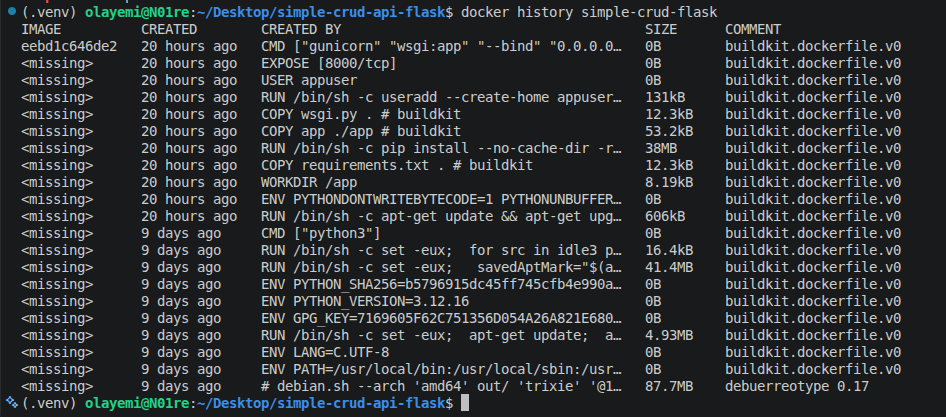 (.venv) olayemi@N01re:~/Desktop/simple-crud-api-flask$ docker history simple-crud-flask
IMAGE CREATED CREATED BY SIZE COMMENT
eebd1c646de2 20 hours ago CMD ["gunicorn" "wsgi:app" "--bind" "0.0.0.0… 0B buildkit.dockerfile.v0
<missing> 20 hours ago EXPOSE [8000/tcp] 0B buildkit.dockerfile.v0
<missing> 20 hours ago USER appuser 0B buildkit.dockerfile.v0
<missing> 20 hours ago RUN /bin/sh -c useradd --create-home appuser… 131kB buildkit.dockerfile.v0
<missing> 20 hours ago COPY wsgi.py . # buildkit 12.3kB buildkit.dockerfile.v0
<missing> 20 hours ago COPY app ./app # buildkit 53.2kB buildkit.dockerfile.v0
<missing> 20 hours ago RUN /bin/sh -c pip install --no-cache-dir -r… 38MB buildkit.dockerfile.v0
<missing> 20 hours ago COPY requirements.txt . # buildkit 12.3kB buildkit.dockerfile.v0
<missing> 20 hours ago WORKDIR /app 8.19kB buildkit.dockerfile.v0
<missing> 20 hours ago ENV PYTHONDONTWRITEBYTECODE=1 PYTHONUNBUFFER… 0B buildkit.dockerfile.v0
<missing> 20 hours ago RUN /bin/sh -c apt-get update && apt-get upg… 606kB buildkit.dockerfile.v0
<missing> 9 days ago CMD ["python3"] 0B buildkit.dockerfile.v0
<missing> 9 days ago RUN /bin/sh -c set -eux; for src in idle3 p… 16.4kB buildkit.dockerfile.v0
<missing> 9 days ago RUN /bin/sh -c set -eux; savedAptMark="$(a… 41.4MB buildkit.dockerfile.v0
<missing> 9 days ago ENV PYTHON_SHA256=b5796915dc45ff745cfb4e990a… 0B buildkit.dockerfile.v0
<missing> 9 days ago ENV PYTHON_VERSION=3.12.16 0B buildkit.dockerfile.v0
<missing> 9 days ago ENV GPG_KEY=7169605F62C751356D054A26A821E680… 0B buildkit.dockerfile.v0
<missing> 9 days ago RUN /bin/sh -c set -eux; apt-get update; a… 4.93MB buildkit.dockerfile.v0
<missing> 9 days ago ENV LANG=C.UTF-8 0B buildkit.dockerfile.v0
<missing> 9 days ago ENV PATH=/usr/local/bin:/usr/local/sbin:/usr… 0B buildkit.dockerfile.v0
<missing> 9 days ago # debian.sh --arch 'amd64' out/ 'trixie' '@1… 87.7MB debuerreotype 0.17
(.venv) olayemi@N01re:~/Desktop/simple-crud-api-flask$